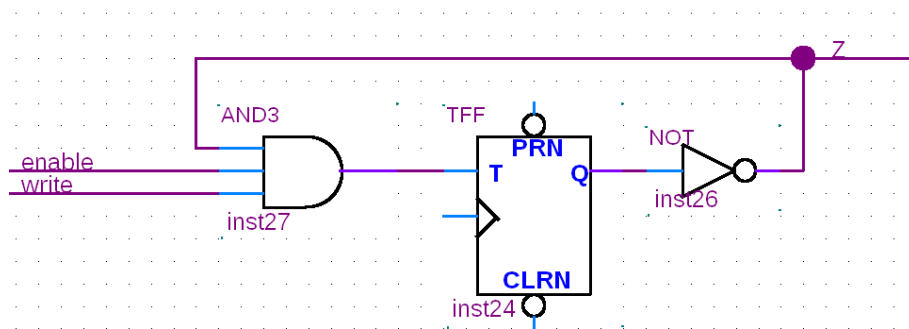 Z
AND3
TFF
PRN
NOT
enable
write
T
Q
inst26
inst27
CLRN
inst24